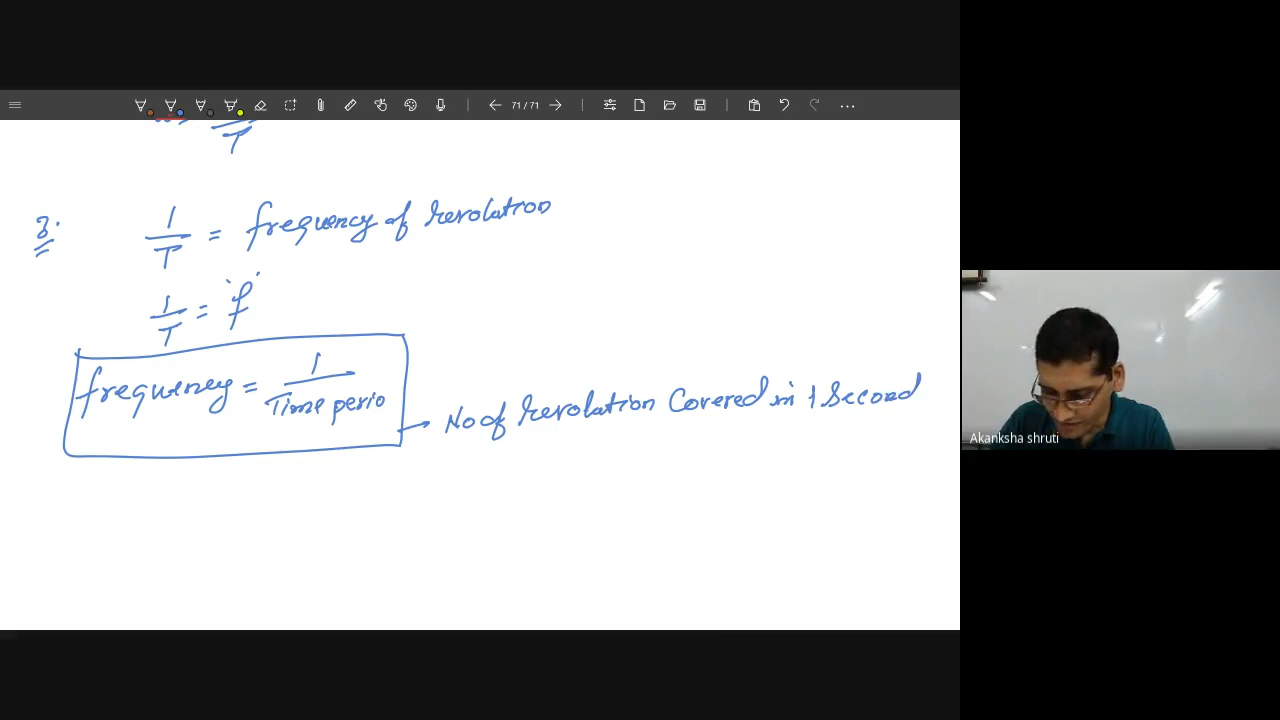 71 / 71
T
3.
1/T = frequency of revolution
1/T = 'f'
frequency = 1/Time perio
→ No of revolution Covered in 1 Second
Akanksha shruti